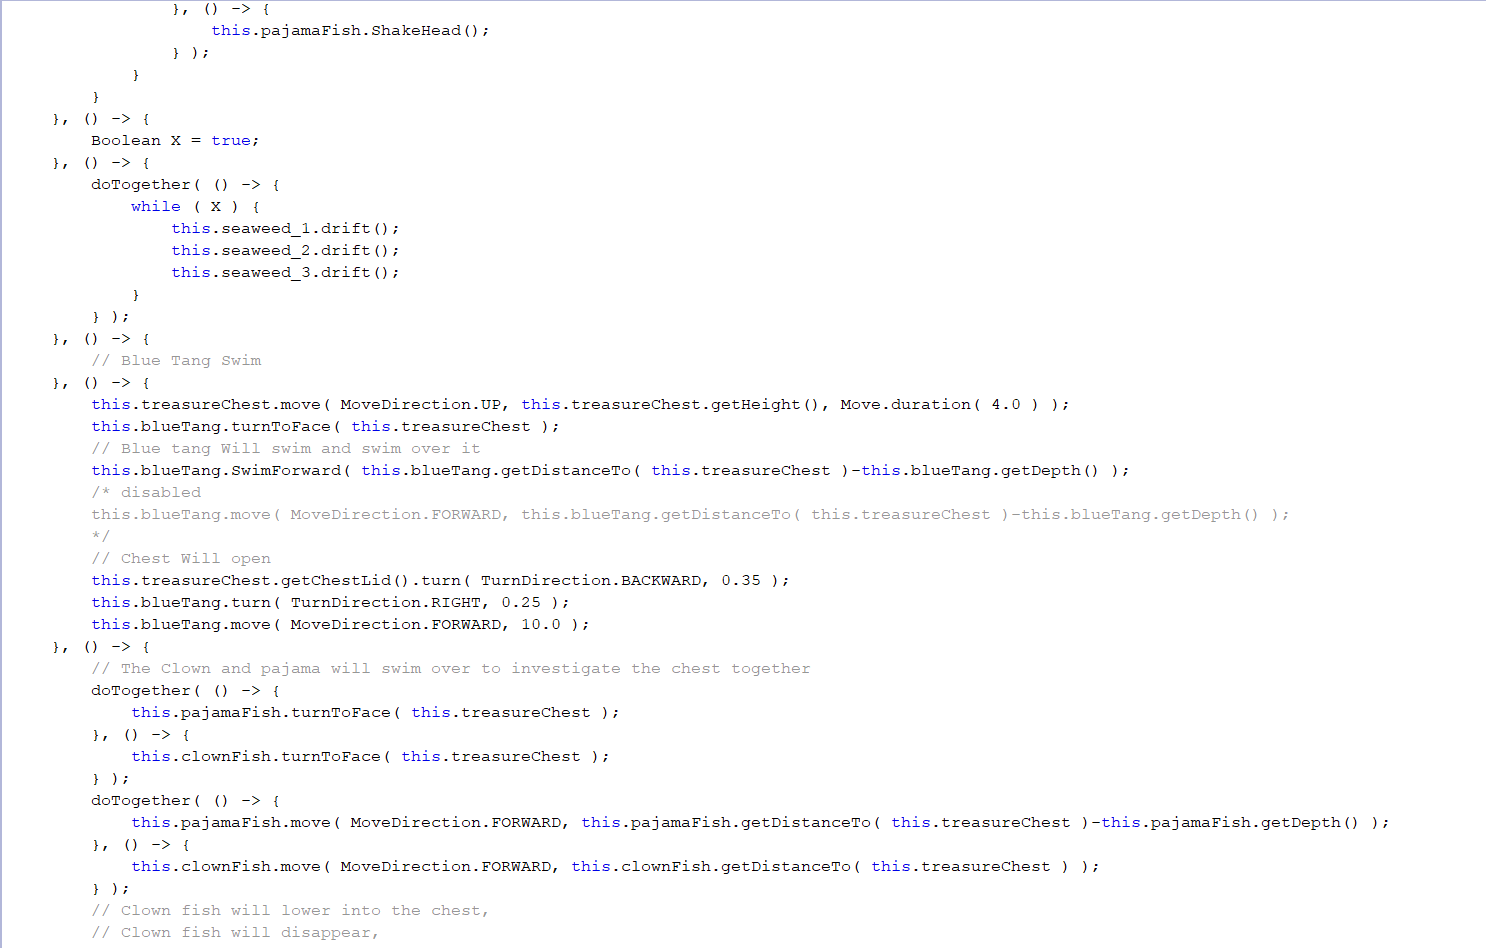 }, () -> {
this.pajamaFish.ShakeHead();
} );
}
}
}, () -> {
Boolean X = true;
}, () -> {
doTogether( () -> {
while ( X ) {
this.seaweed_1.drift();
this.seaweed_2.drift();
this.seaweed_3.drift();
}
} );
}, () -> {
// Blue Tang Swim
}, () -> {
this.treasureChest.move( MoveDirection.UP, this.treasureChest.getHeight(), Move.duration( 4.0 ) );
this.blueTang.turnToFace( this.treasureChest );
// Blue tang Will swim and swim over it
this.blueTang.SwimForward( this.blueTang.getDistanceTo( this.treasureChest )-this.blueTang.getDepth() );
/* disabled
this.blueTang.move( MoveDirection.FORWARD, this.blueTang.getDistanceTo( this.treasureChest )-this.blueTang.getDepth() );
*/
// Chest Will open
this.treasureChest.getChestLid().turn( TurnDirection.BACKWARD, 0.35 );
this.blueTang.turn( TurnDirection.RIGHT, 0.25 );
this.blueTang.move( MoveDirection.FORWARD, 10.0 );
}, () -> {
// The Clown and pajama will swim over to investigate the chest together
doTogether( () -> {
this.pajamaFish.turnToFace( this.treasureChest );
}, () -> {
this.clownFish.turnToFace( this.treasureChest );
} );
doTogether( () -> {
this.pajamaFish.move( MoveDirection.FORWARD, this.pajamaFish.getDistanceTo( this.treasureChest )-this.pajamaFish.getDepth() );
}, () -> {
this.clownFish.move( MoveDirection.FORWARD, this.clownFish.getDistanceTo( this.treasureChest ) );
} );
// Clown fish will lower into the chest,
// Clown fish will disappear,